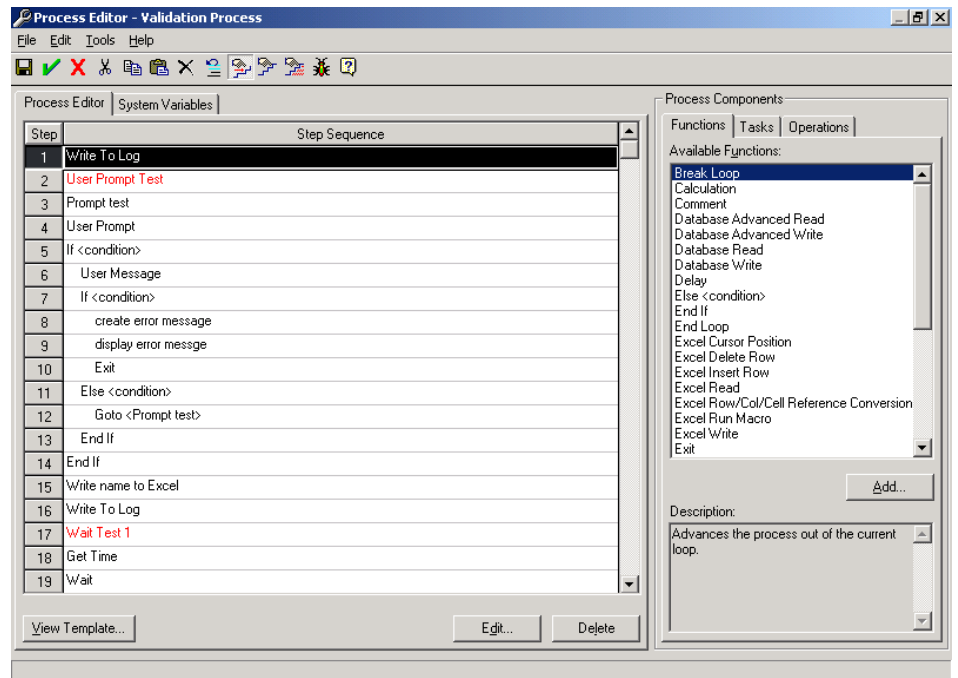 Process Editor - Validation Process
File Edit Tools Help
Process Editor System Variables
Step Step Sequence
1 Write To Log
2 User Prompt Test
3 Prompt test
4 User Prompt
5 If <condition>
6 User Message
7 If <condition>
8 create error message
9 display error messge
10 Exit
11 Else <condition>
12 Goto <Prompt test>
13 End If
14 End If
15 Write name to Excel
16 Write To Log
17 Wait Test 1
18 Get Time
19 Wait
View Template... Edit... Delete
Process Components
Functions Tasks Operations
Available Functions:
Break Loop
Calculation
Comment
Database Advanced Read
Database Advanced Write
Database Read
Database Write
Delay
Else <condition>
End If
End Loop
Excel Cursor Position
Excel Delete Row
Excel Insert Row
Excel Read
Excel Row/Col/Cell Reference Conversion
Excel Run Macro
Excel Write
Exit
Add...
Description:
Advances the process out of the current
loop.